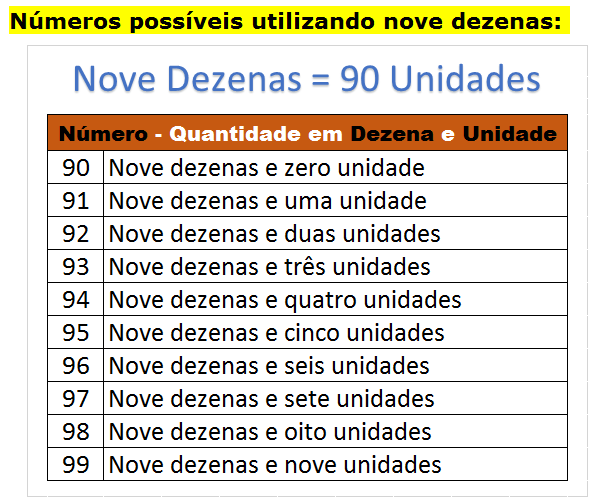 Números possíveis utilizando nove dezenas:
Nove Dezenas = 90 Unidades
Número - Quantidade em Dezena e Unidade
90 Nove dezenas e zero unidade
91 Nove dezenas e uma unidade
92 Nove dezenas e duas unidades
93 Nove dezenas e três unidades
94 Nove dezenas e quatro unidades
95 Nove dezenas e cinco unidades
96 Nove dezenas e seis unidades
97 Nove dezenas e sete unidades
98 Nove dezenas e oito unidades
99 Nove dezenas e nove unidades